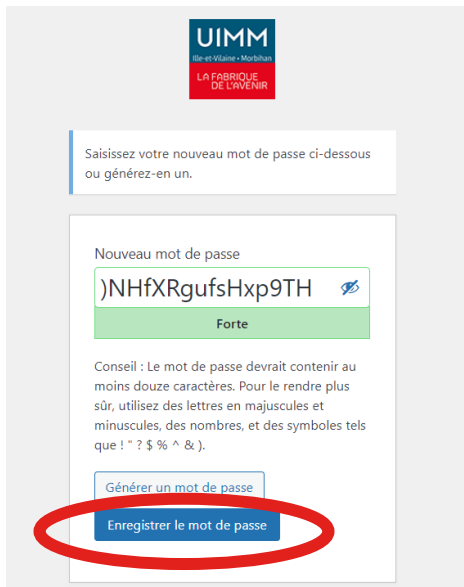 UIMM
Ille-et-Vilaine • Morbihan
LA FABRIQUE
DE L'AVENIR
Saisissez votre nouveau mot de passe ci-dessous
ou générez-en un.
Nouveau mot de passe
)NHfXRgufsHxp9TH
Forte
Conseil : Le mot de passe devrait contenir au
moins douze caractères. Pour le rendre plus
sûr, utilisez des lettres en majuscules et
minuscules, des nombres, et des symboles tels
que ! " ? $ % ^ & ).
Générer un mot de passe
Enregistrer le mot de passe